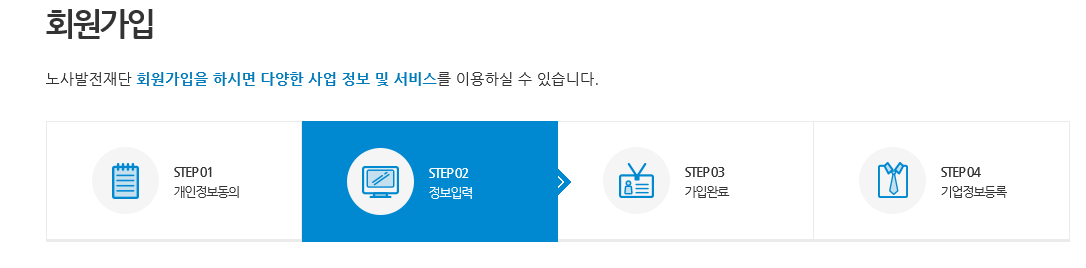 회원가입
노사발전재단 회원가입을 하시면 다양한 사업 정보 및 서비스를 이용하실 수 있습니다.
STEP 01
개인정보동의
STEP 02
정보입력
STEP 03
가입완료
STEP 04
기업정보등록